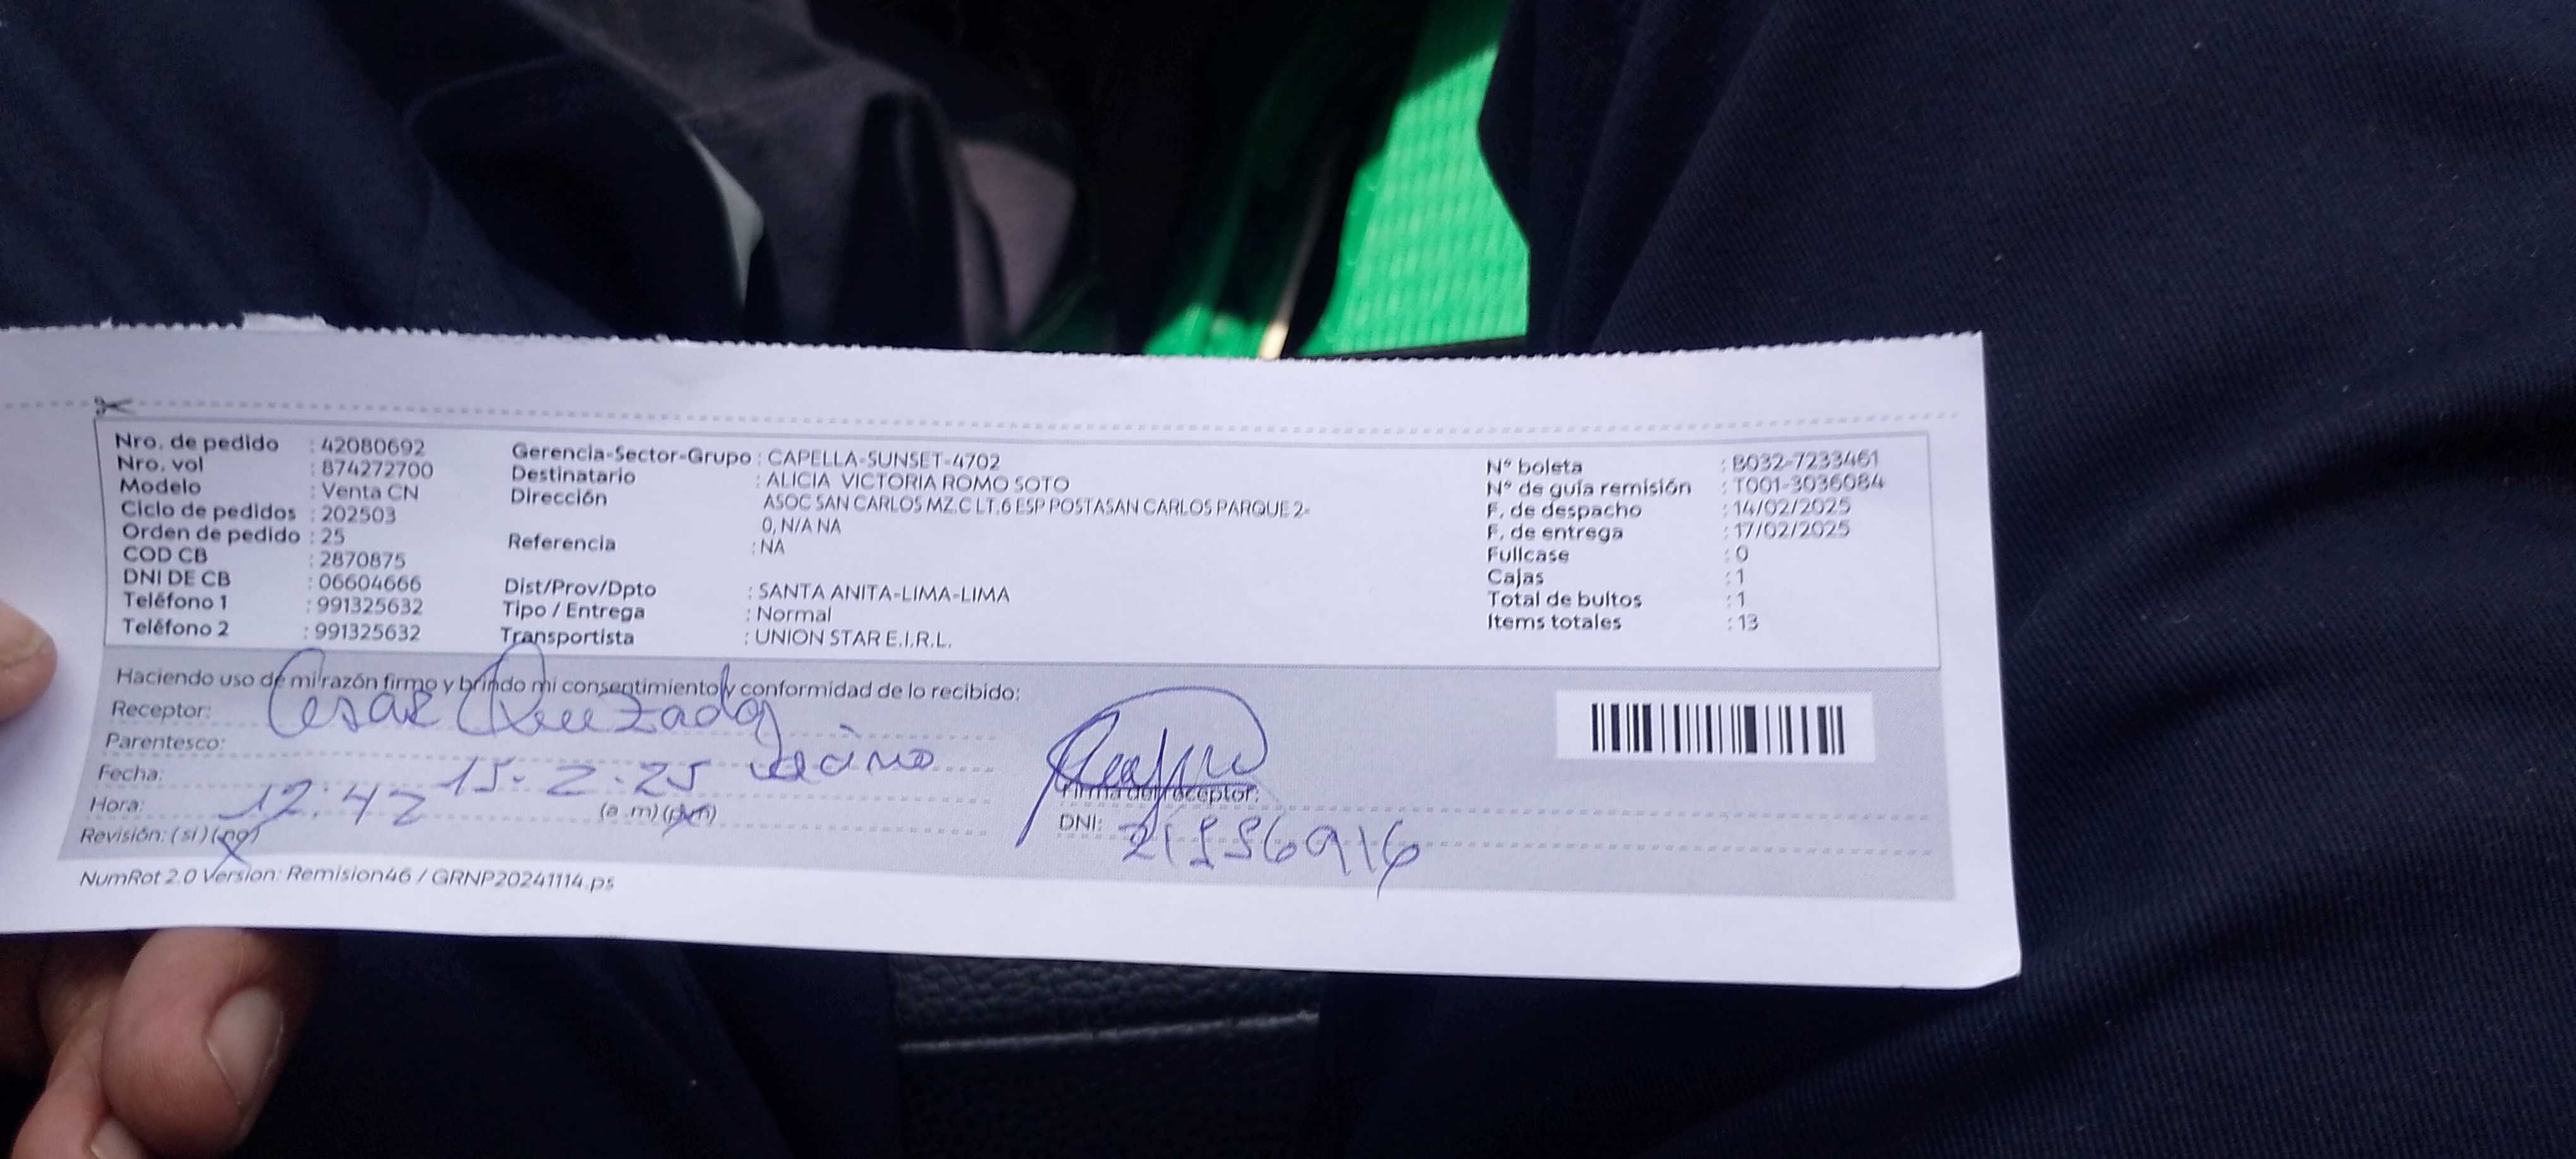 Nro. de pedido : 42080692
Nro. vol : 874272700
Modelo : Venta CN
Ciclo de pedidos : 202503
Orden de pedido : 25
COD CB : 2870875
DNI DE CB : 06604666
Teléfono 1 : 991325632
Teléfono 2 : 991325632
Gerencia-Sector-Grupo : CAPELLA-SUNSET-4702
Destinatario : ALICIA VICTORIA ROMO SOTO
Dirección ASOC SAN CARLOS MZ.C LT.6 ESP POSTASAN CARLOS PARQUE 2-
0, N/A NA
Referencia : NA
Dist/Prov/Dpto : SANTA ANITA-LIMA-LIMA
Tipo / Entrega : Normal
Transportista : UNION STAR E.I.R.L.
N° boleta : B032-7233461
N° de guía remisión : T001-3036084
F. de despacho : 14/02/2025
F. de entrega : 17/02/2025
Fullcase : 0
Cajas : 1
Total de bultos : 1
Items totales : 13
Haciendo uso de mi razón firmo y brindo mi consentimiento y conformidad de lo recibido:
Receptor: Cesar Quezada
Parentesco: vecino
Fecha: 15-2-25
Hora: 12:42 (a.m) (p.m)
Revisión: (si) (no)
Firma del receptor:
DNI:
NumRot 2.0 Version: Remision46 / GRNP20241114.ps